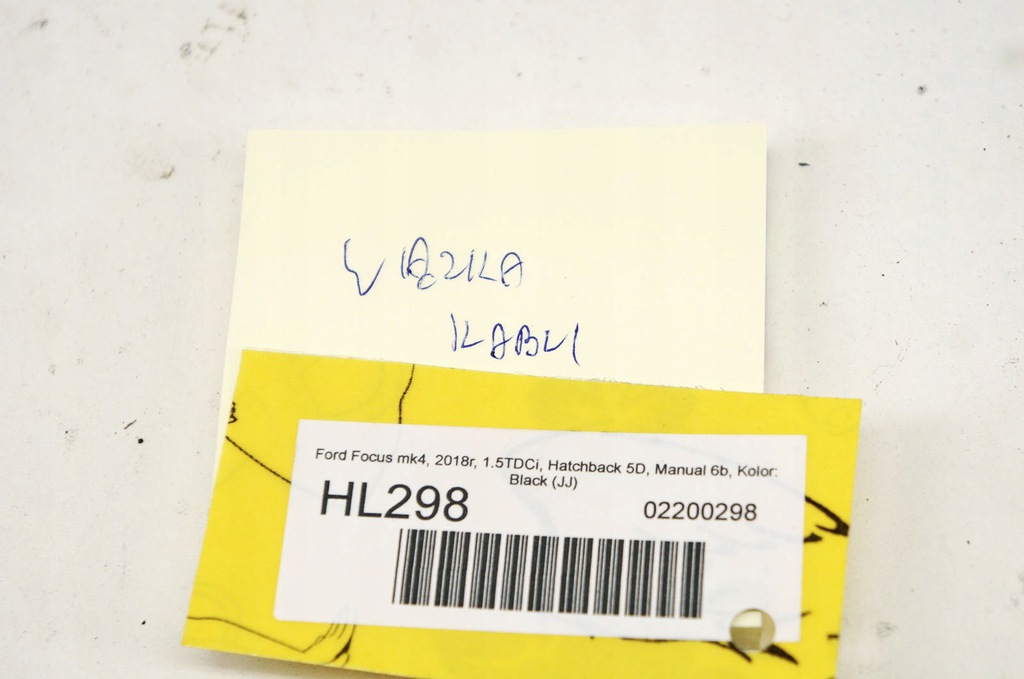 WIĄZKA
KABLI
Ford Focus mk4, 2018r, 1.5TDCi, Hatchback 5D, Manual 6b, Kolor:
Black (JJ)
HL298 02200298